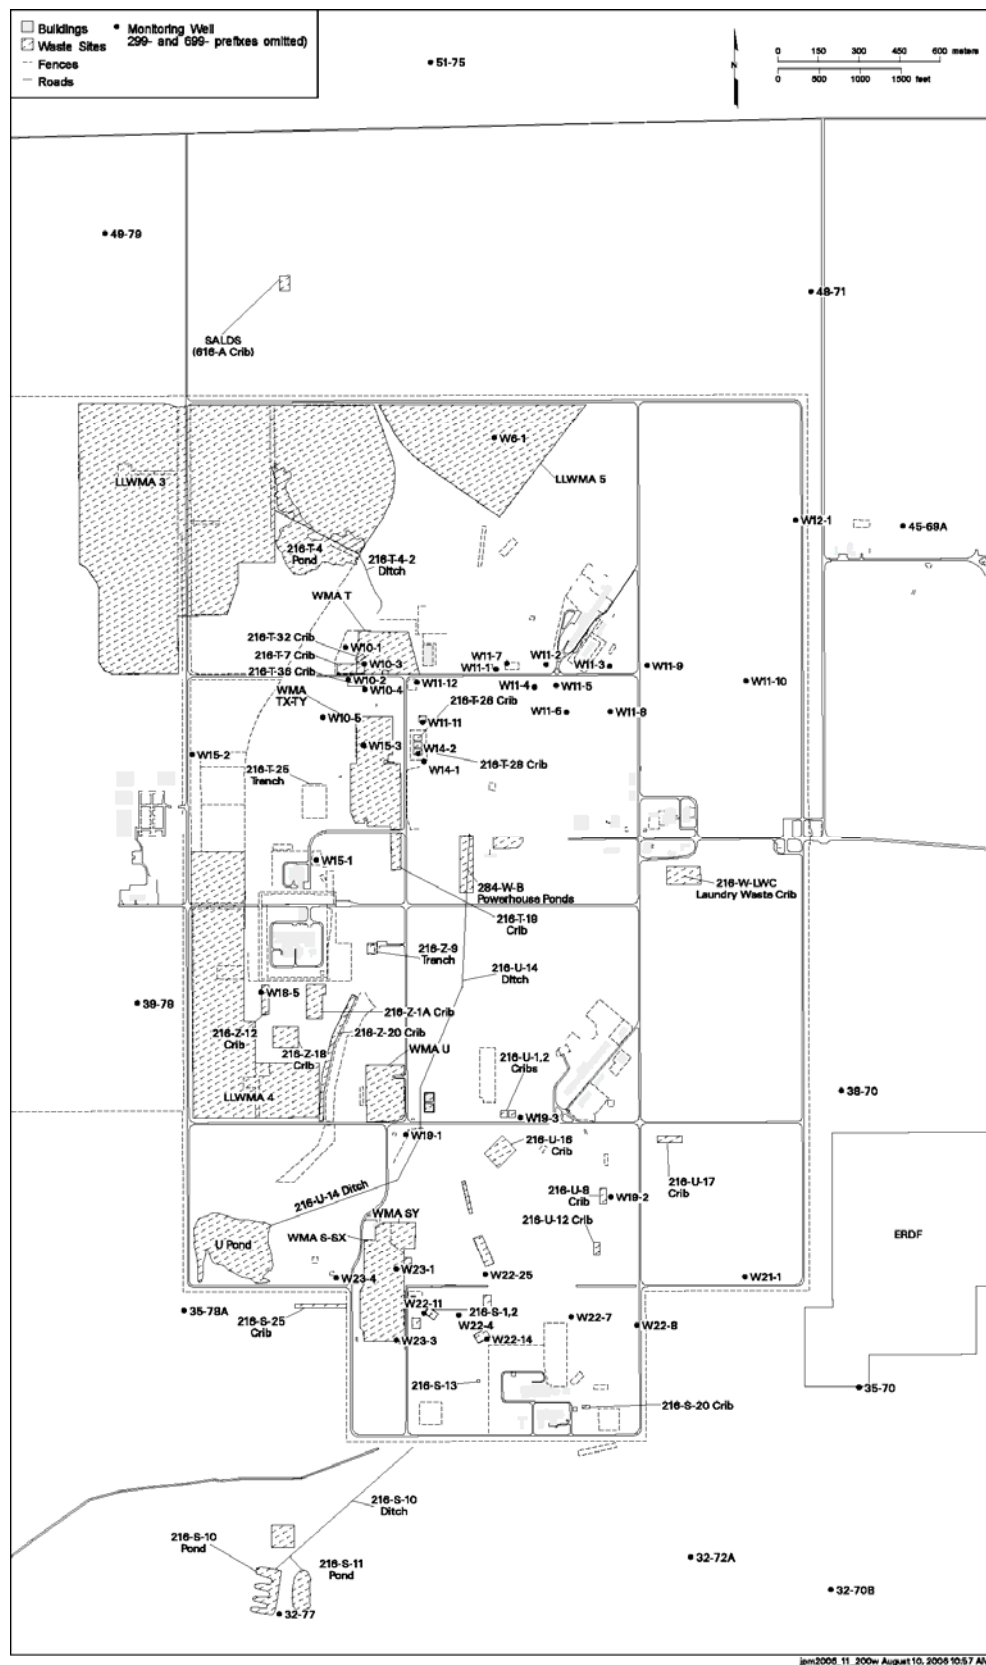 Buildings
Waste Sites
Fences
Roads
Monitoring Well
299- and 699- prefixes omitted)
N
0 150 300 450 600 meters
0 500 1000 1500 feet
51-75
49-79
48-71
SALDS
(616-A Crib)
W6-1
LLWMA 3
LLWMA 5
W12-1
45-69A
216-T-4
Pond
216-T-4-2
Ditch
WMA T
216-T-32 Crib
W10-1
216-T-7 Crib
W10-3
216-T-36 Crib
W10-2
W10-4
W11-7
W11-1
W11-2
W11-3
W11-9
W11-12
W11-4
W11-5
W11-10
WMA
TX-TY
216-T-26 Crib
W10-5
W11-11
W11-6
W11-8
W15-3
W14-2
W15-2
W14-1
216-T-28 Crib
216-T-25
Trench
W15-1
284-W-B
Powerhouse Ponds
216-W-LWC
Laundry Waste Crib
216-T-19
Crib
216-Z-9
Trench
216-U-14
Ditch
W18-5
39-79
216-Z-1A Crib
216-Z-12
Crib
216-Z-20 Crib
216-Z-18
Crib
WMA U
216-U-1,2
Cribs
LLWMA 4
38-70
W19-3
W19-1
216-U-16
Crib
216-U-17
Crib
216-U-14 Ditch
216-U-8
Crib
W19-2
WMA SY
216-U-12 Crib
WMA S-SX
U Pond
ERDF
W23-1
W23-4
W22-25
W21-1
35-78A
216-S-25
Crib
W22-11
216-S-1,2
W22-4
W22-7
W22-8
W23-3
W22-14
216-S-13
35-70
216-S-20 Crib
216-S-10
Ditch
216-S-10
Pond
216-S-11
Pond
32-72A
32-70B
32-77
jpm2006_11_200w August 10, 2006 10:57 AM